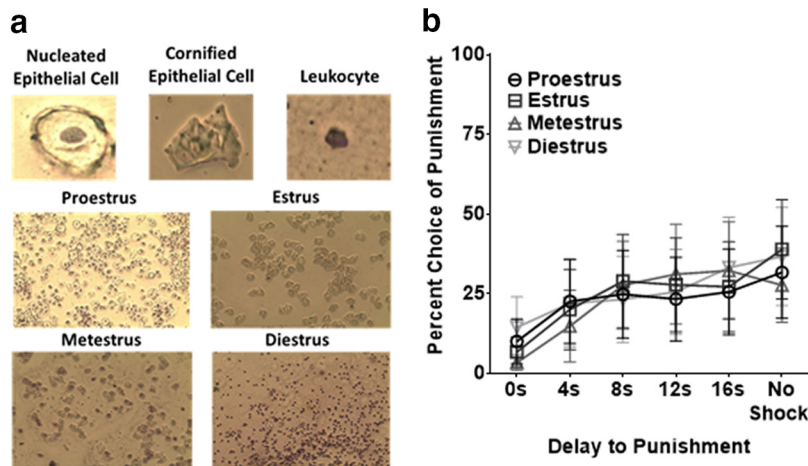 a
Nucleated
Epithelial Cell
Cornified
Epithelial Cell
Leukocyte
Proestrus
Estrus
Metestrus
Diestrus
b
100
75
50
25
0
Percent Choice of Punishment
Proestrus
Estrus
Metestrus
Diestrus
0s 4s 8s 12s 16s No
Shock
Delay to Punishment